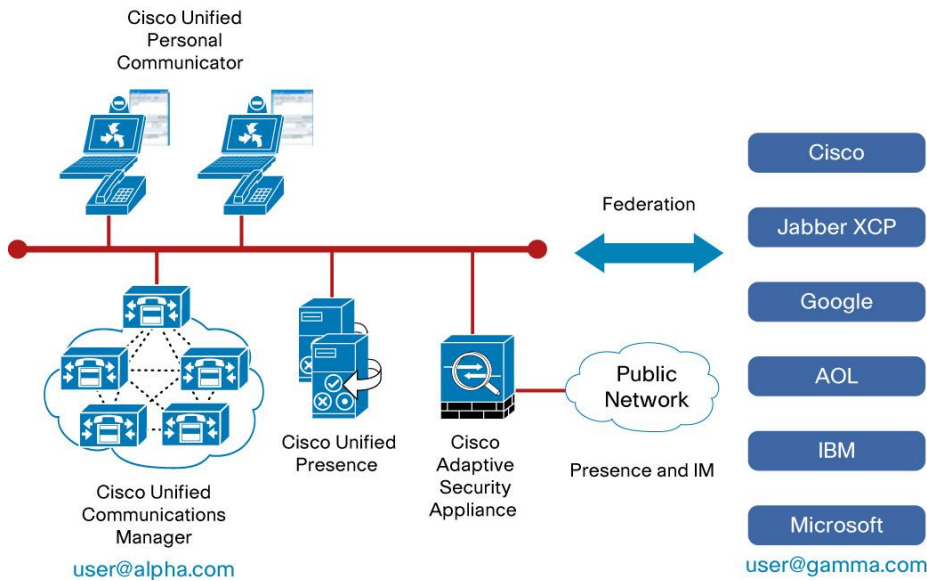 Cisco Unified
Personal
Communicator
Federation
Cisco
Jabber XCP
Google
AOL
IBM
Microsoft
user@gamma.com
Public
Network
Presence and IM
Cisco Unified
Communications
Manager
user@alpha.com
Cisco Unified
Presence
Cisco
Adaptive
Security
Appliance